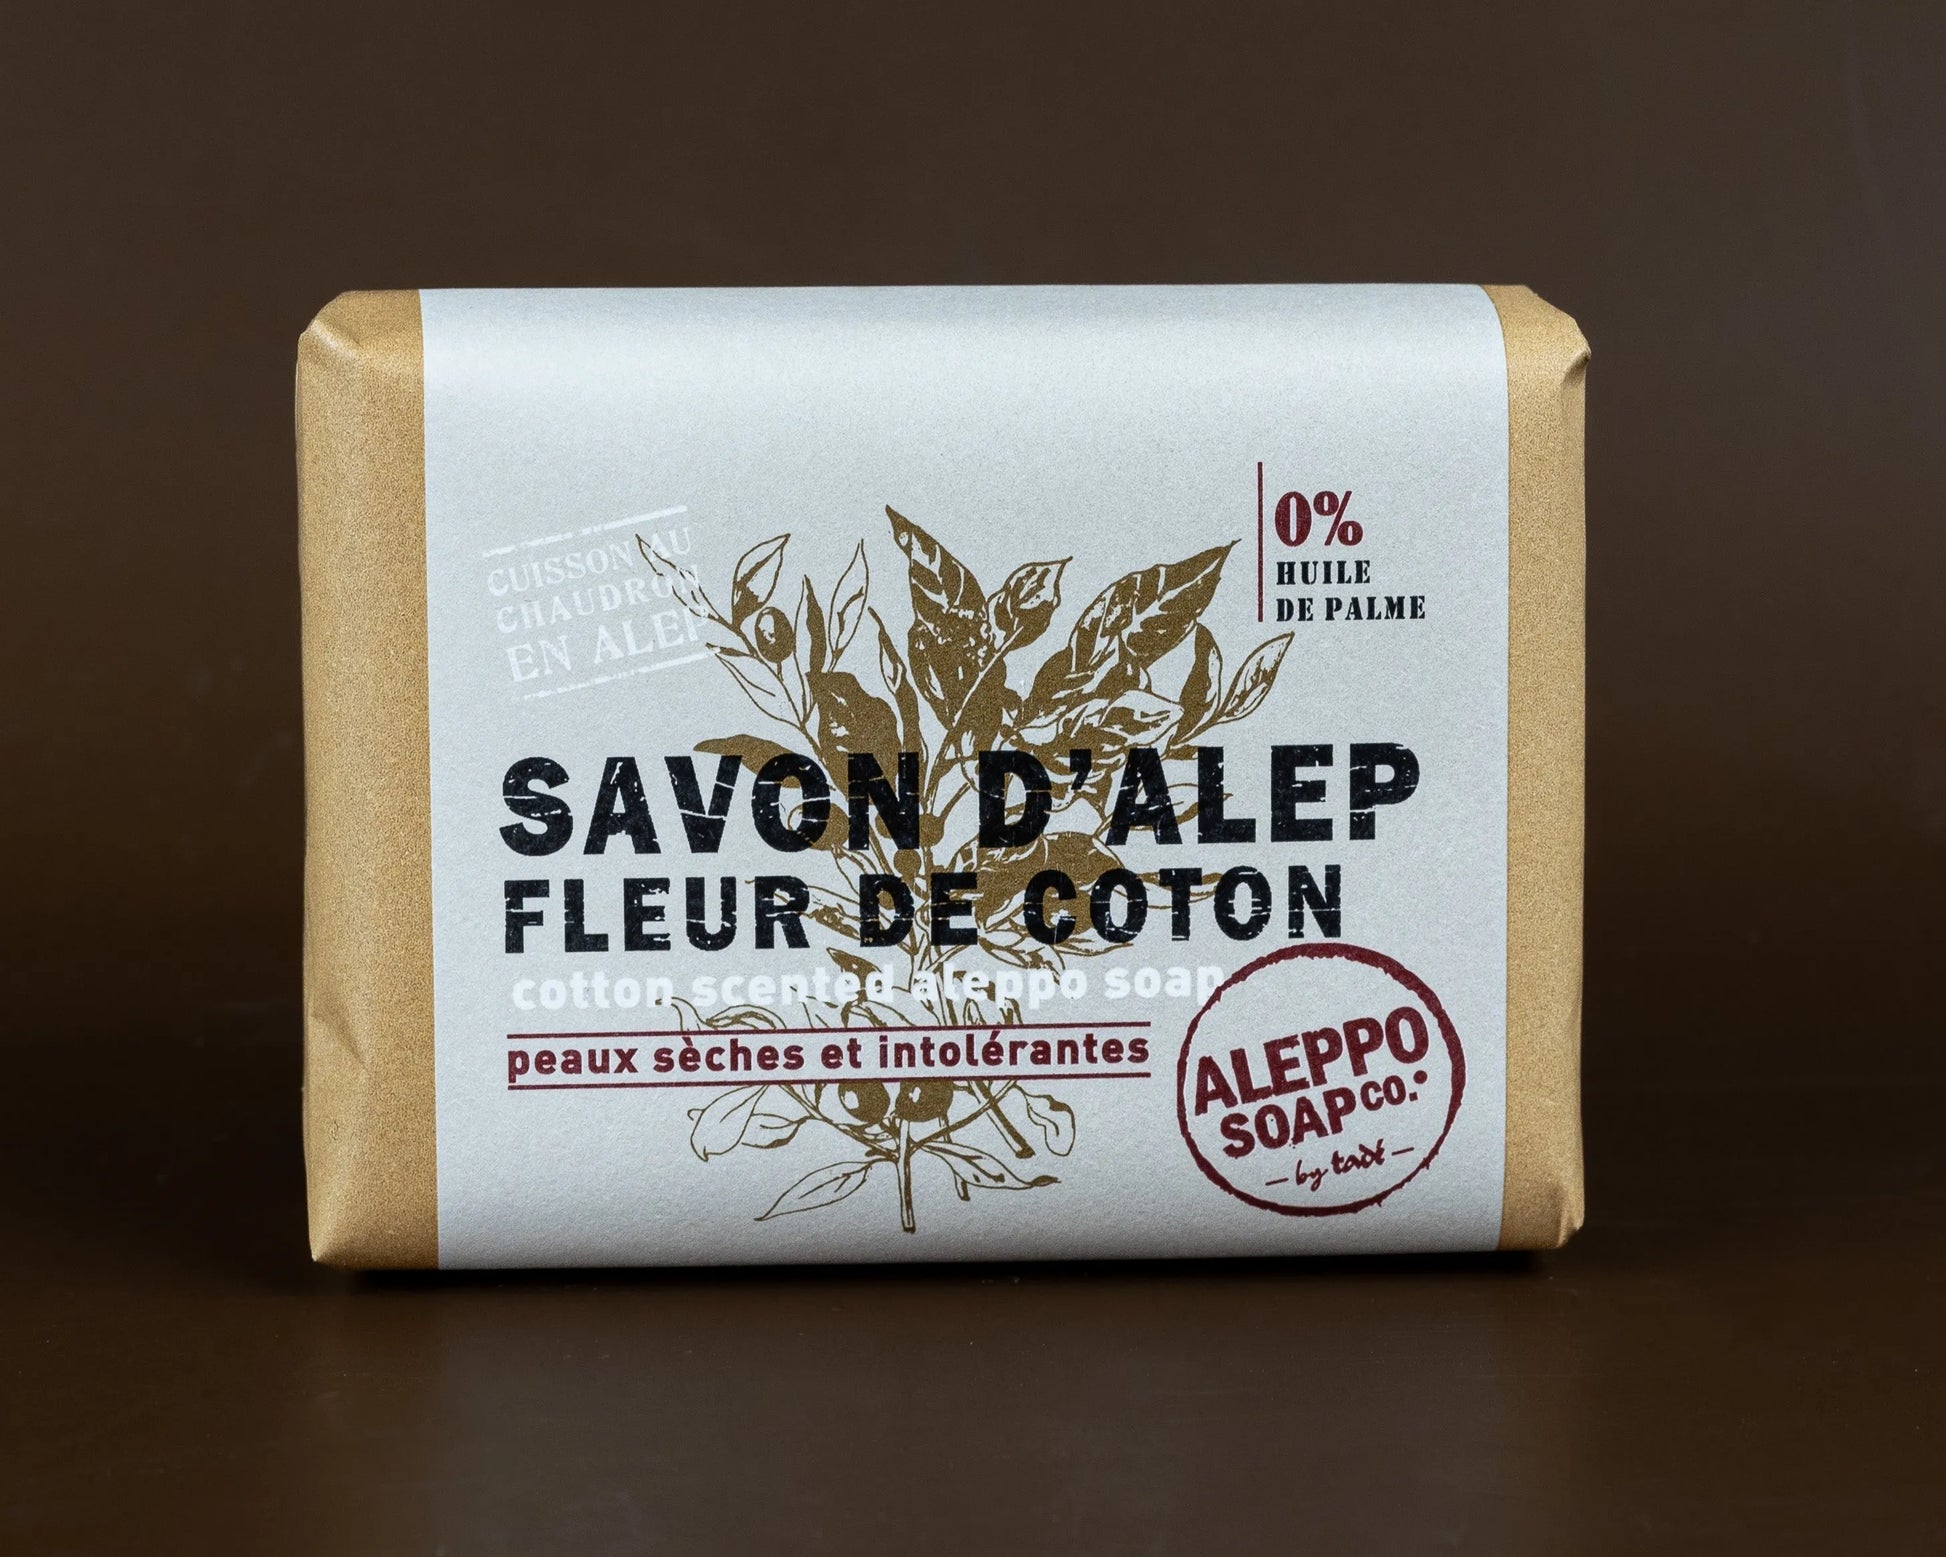 CUISSON AU
CHAUDRON
EN ALEP
0%
HUILE
DE PALME
SAVON D'ALEP
FLEUR DE COTON
cotton scented aleppo soap
peaux sèches et intolérantes
ALEPPO
SOAP CO.
— by tadé —